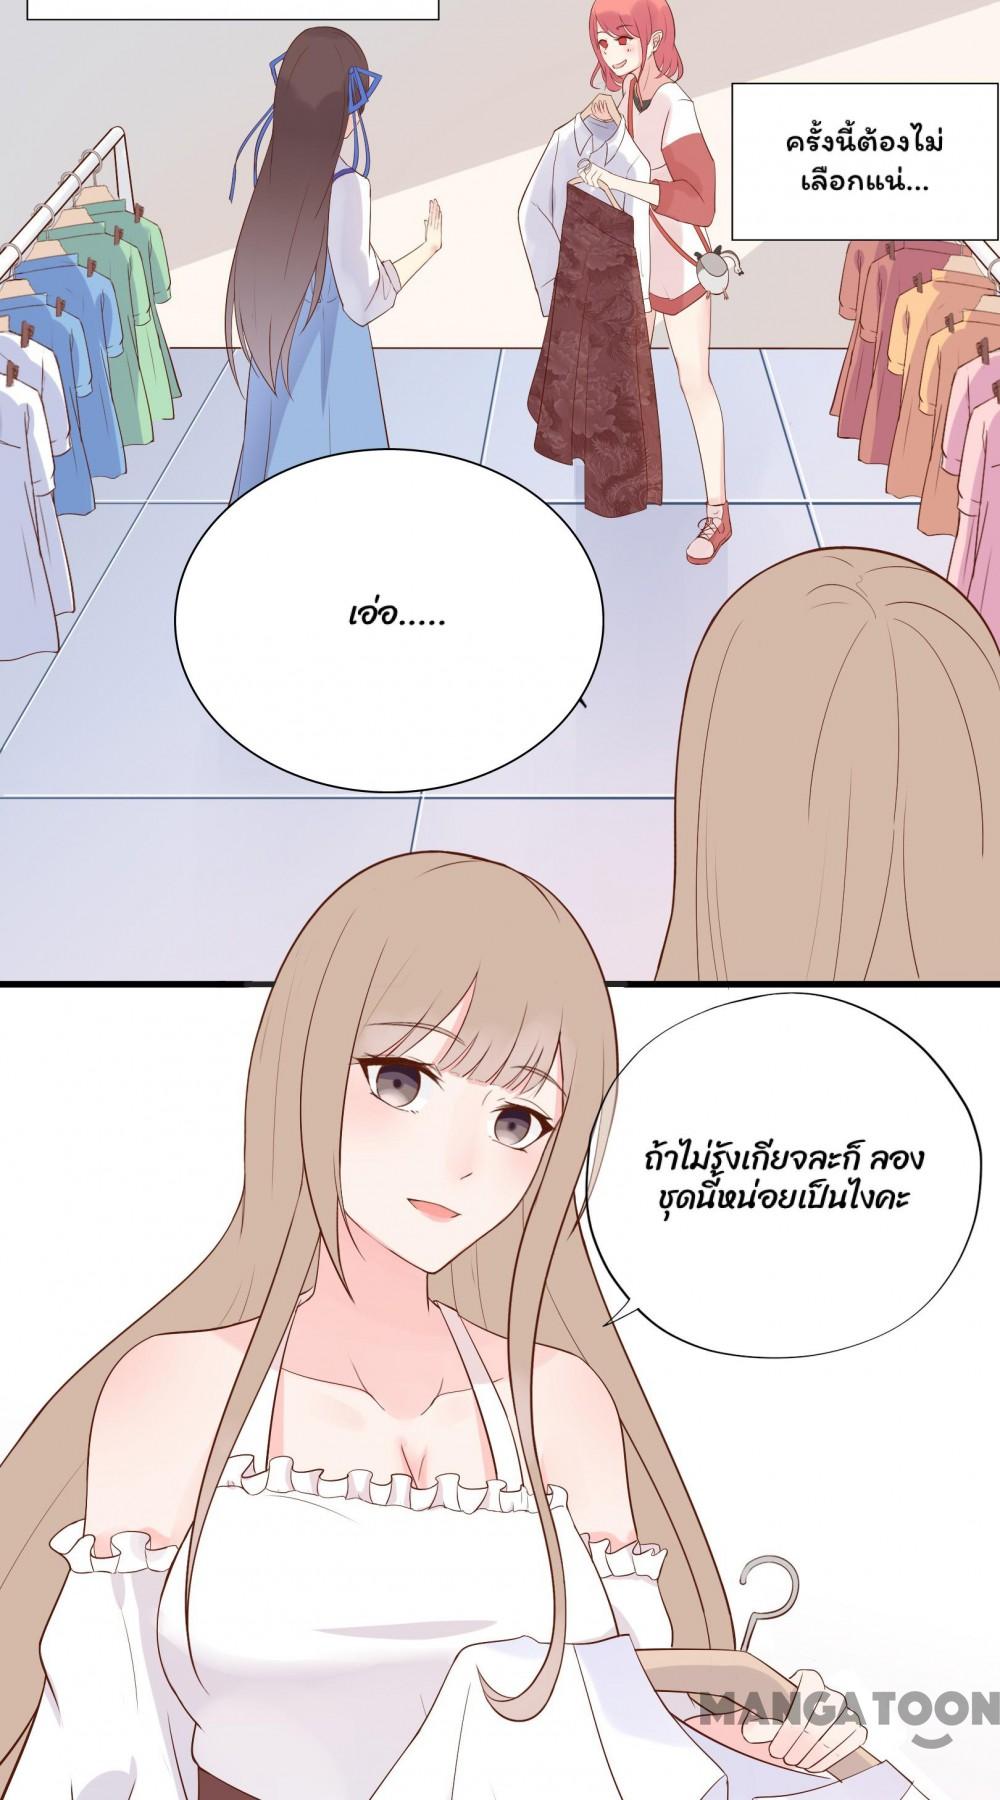 ครั้งนี้ต้องไม่
เลือกแน่...
เอ่อ.....
ถ้าไม่รังเกียจละก็ ลอง
ชุดนี้หน่อยเป็นไงคะ
MANGATOON